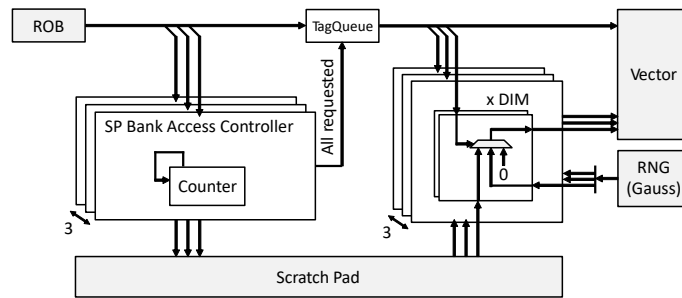 ROB
TagQueue
Vector
x DIM
SP Bank Access Controller
All requested
Counter
0
RNG
(Gauss)
3
3
Scratch Pad